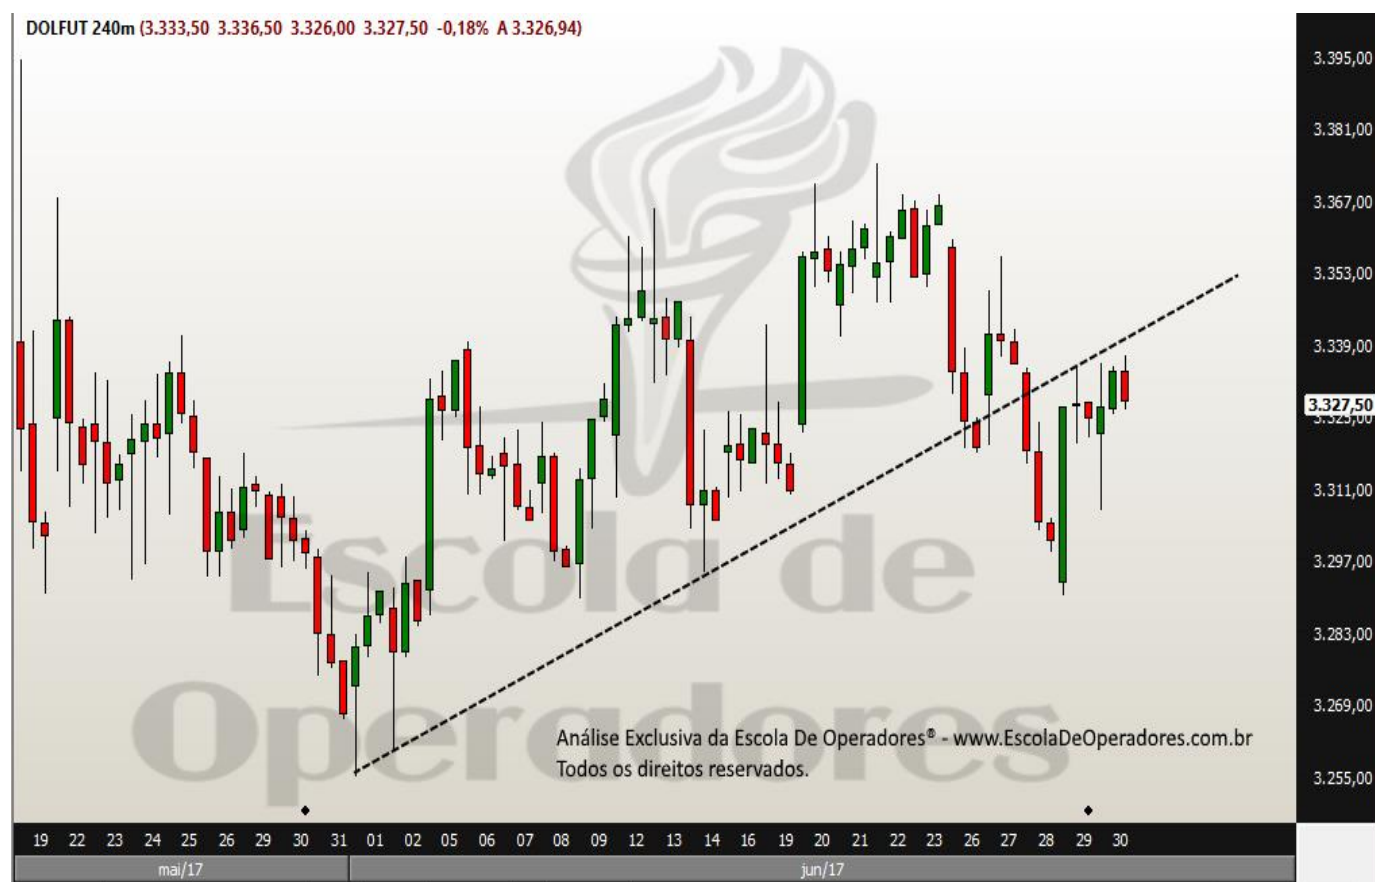 DOLFUT 240m (3.333,50 3.336,50 3.326,00 3.327,50 -0,18% A 3.326,94)
3.395,00
3.381,00
3.367,00
3.353,00
3.339,00
3.327,50
3.325,00
3.311,00
3.297,00
3.283,00
3.269,00
3.255,00
Escola de
Operadores
Análise Exclusiva da Escola De Operadores® - www.EscolaDeOperadores.com.br
Todos os direitos reservados.
19 22 23 24 25 26 29 30 31 01 02 05 06 07 08 09 12 13 14 16 19 20 21 22 23 26 27 28 29 30
mai/17 jun/17